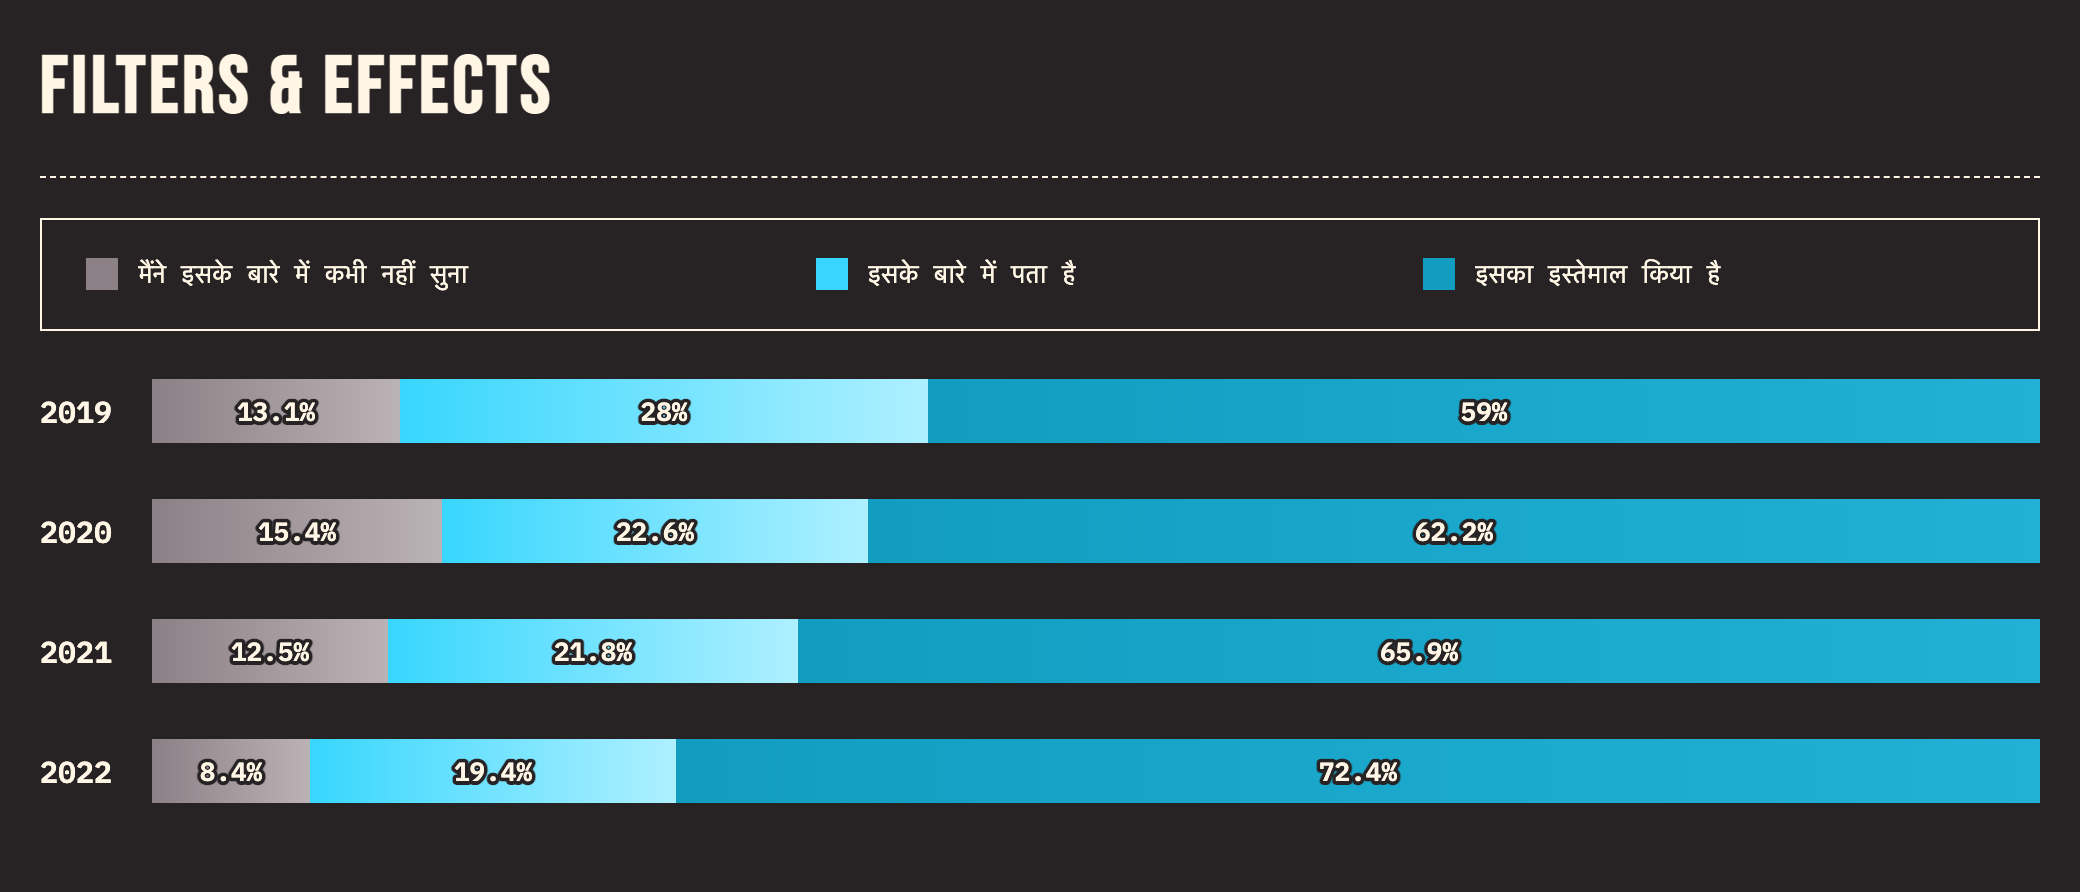 FILTERS & EFFECTS
मैंने इसके बारे में कभी नहीं सुना इसके बारे में पता है इसका इस्तेमाल किया है
2019 13.1% 28% 59%
2020 15.4% 22.6% 62.2%
2021 12.5% 21.8% 65.9%
2022 8.4% 19.4% 72.4%